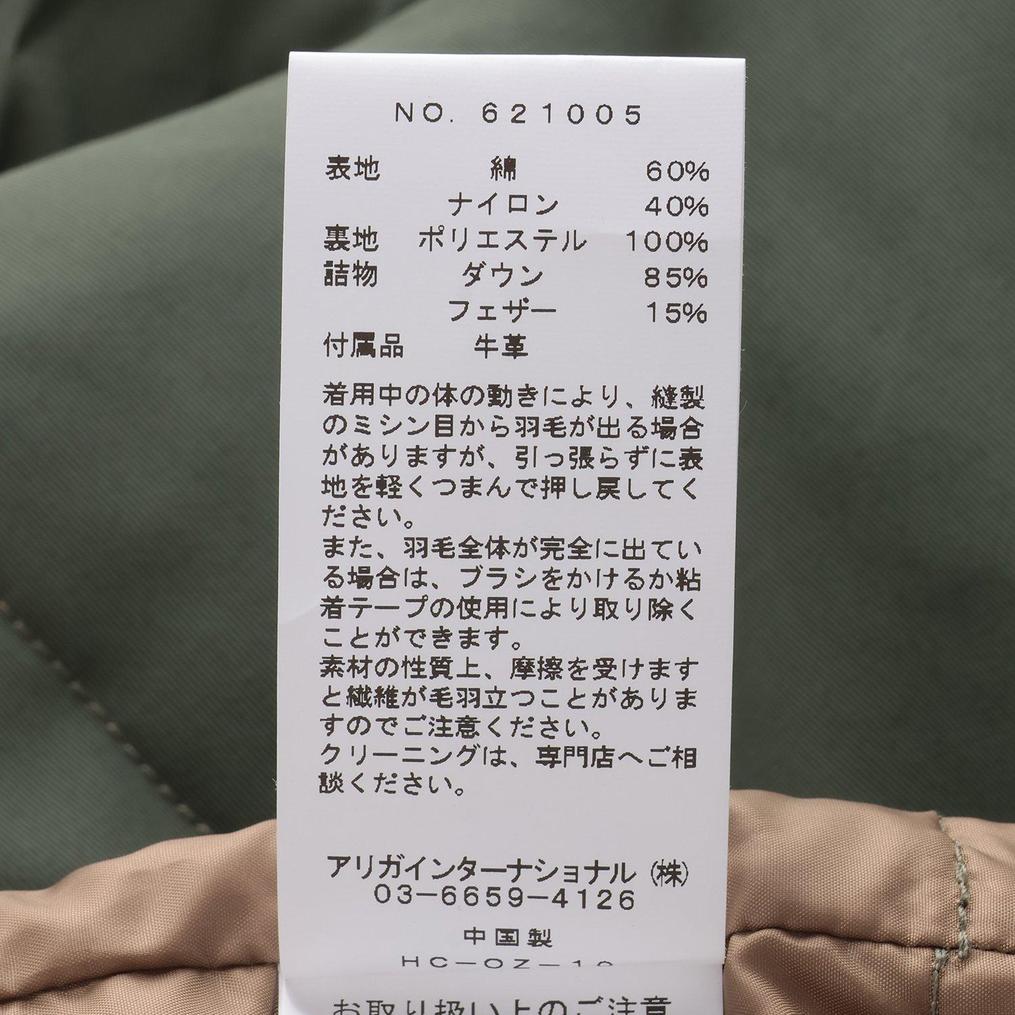 NO. 621005
表地 綿 60%
ナイロン 40%
裏地 ポリエステル 100%
詰物 ダウン 85%
フェザー 15%
付属品 牛革
着用中の体の動きにより、縫製
のミシン目から羽毛が出る場合
がありますが、引っ張らずに表
地を軽くつまんで押し戻してく
ださい。
また、羽毛全体が完全に出てい
る場合は、ブラシをかけるか粘
着テープの使用により取り除く
ことができます。
素材の性質上、摩擦を受けます
と繊維が毛羽立つことがありま
すのでご注意ください。
クリーニングは、専門店へご相
談ください。
アリガインターナショナル(株)
03-6659-4126
中国製
お取り扱い上のご注意